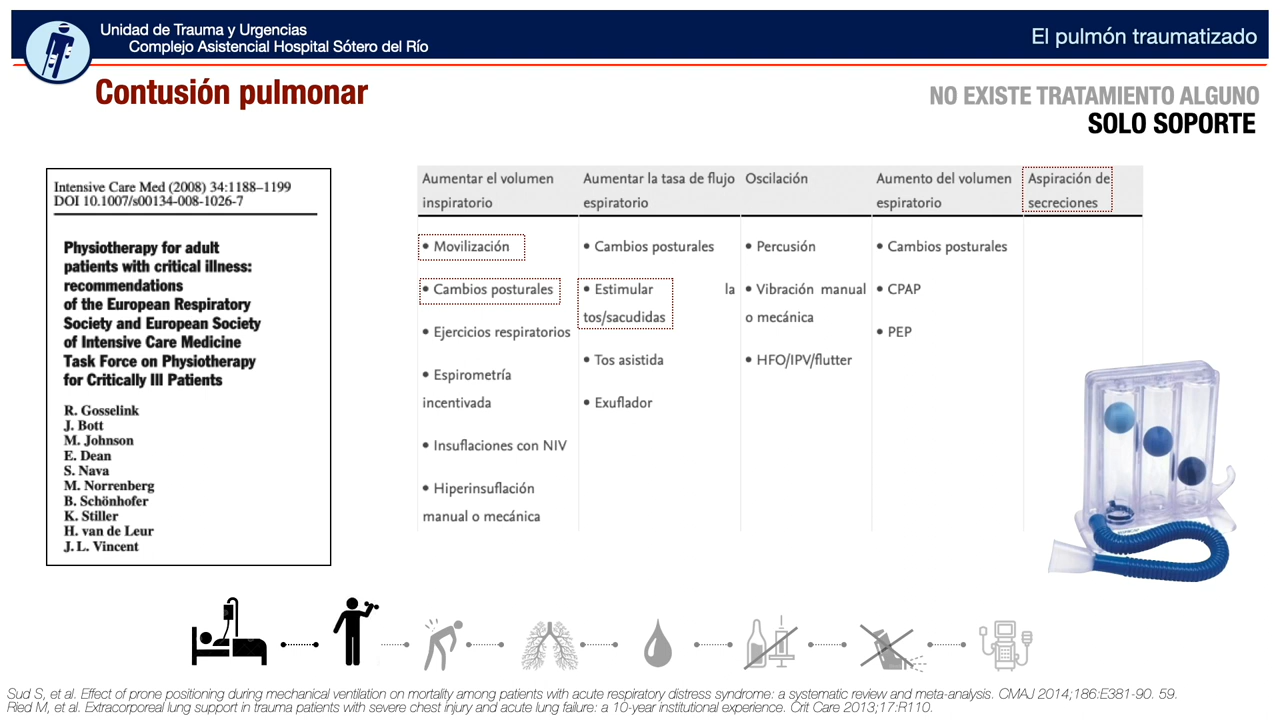 Unidad de Trauma y Urgencias
Complejo Asistencial Hospital Sótero del Río
El pulmón traumatizado
Contusión pulmonar
NO EXISTE TRATAMIENTO ALGUNO
SOLO SOPORTE
Intensive Care Med (2008) 34:1188–1199
DOI 10.1007/s00134-008-1026-7
Physiotherapy for adult
patients with critical illness:
recommendations
of the European Respiratory
Society and European Society
of Intensive Care Medicine
Task Force on Physiotherapy
for Critically Ill Patients
R. Gosselink
J. Bott
M. Johnson
E. Dean
S. Nava
M. Norrenberg
B. Schönhofer
K. Stiller
H. van de Leur
J. L. Vincent
Aumentar el volumen
inspiratorio
• Movilización
• Cambios posturales
• Ejercicios respiratorios
• Espirometría
incentivada
• Insuflaciones con NIV
• Hiperinsuflación
manual o mecánica
Aumentar la tasa de flujo
espiratorio
• Cambios posturales
• Estimular la
tos/sacudidas
• Tos asistida
• Exuflador
Oscilación
• Percusión
• Vibración manual
o mecánica
• HFO/IPV/flutter
Aumento del volumen
espiratorio
• Cambios posturales
• CPAP
• PEP
Aspiración de
secreciones
Sud S, et al. Effect of prone positioning during mechanical ventilation on mortality among patients with acute respiratory distress syndrome: a systematic review and meta-analysis. CMAJ 2014;186:E381-90. 59.
Ried M, et al. Extracorporeal lung support in trauma patients with severe chest injury and acute lung failure: a 10-year institutional experience. Crit Care 2013;17:R110.